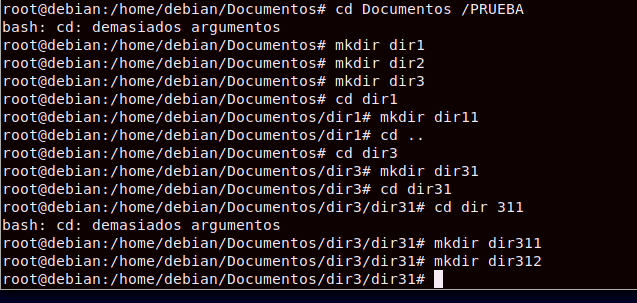 root@debian:/home/debian/Documentos# cd Documentos /PRUEBA
bash: cd: demasiados argumentos
root@debian:/home/debian/Documentos# mkdir dir1
root@debian:/home/debian/Documentos# mkdir dir2
root@debian:/home/debian/Documentos# mkdir dir3
root@debian:/home/debian/Documentos# cd dir1
root@debian:/home/debian/Documentos/dir1# mkdir dir11
root@debian:/home/debian/Documentos/dir1# cd ..
root@debian:/home/debian/Documentos# cd dir3
root@debian:/home/debian/Documentos/dir3# mkdir dir31
root@debian:/home/debian/Documentos/dir3# cd dir31
root@debian:/home/debian/Documentos/dir3/dir31# cd dir 311
bash: cd: demasiados argumentos
root@debian:/home/debian/Documentos/dir3/dir31# mkdir dir311
root@debian:/home/debian/Documentos/dir3/dir31# mkdir dir312
root@debian:/home/debian/Documentos/dir3/dir31#